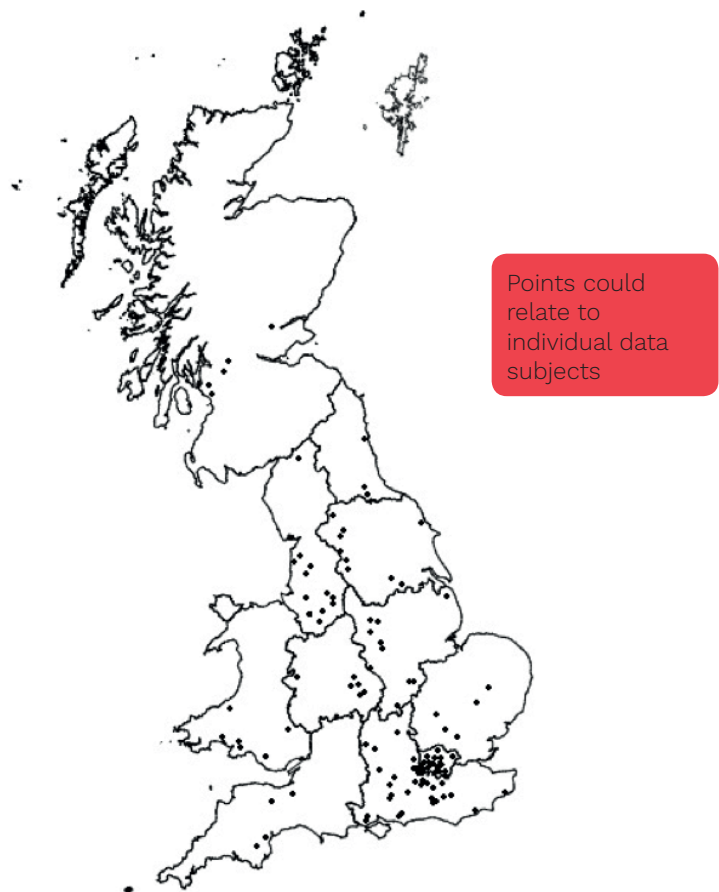 Points could
relate to
individual data
subjects